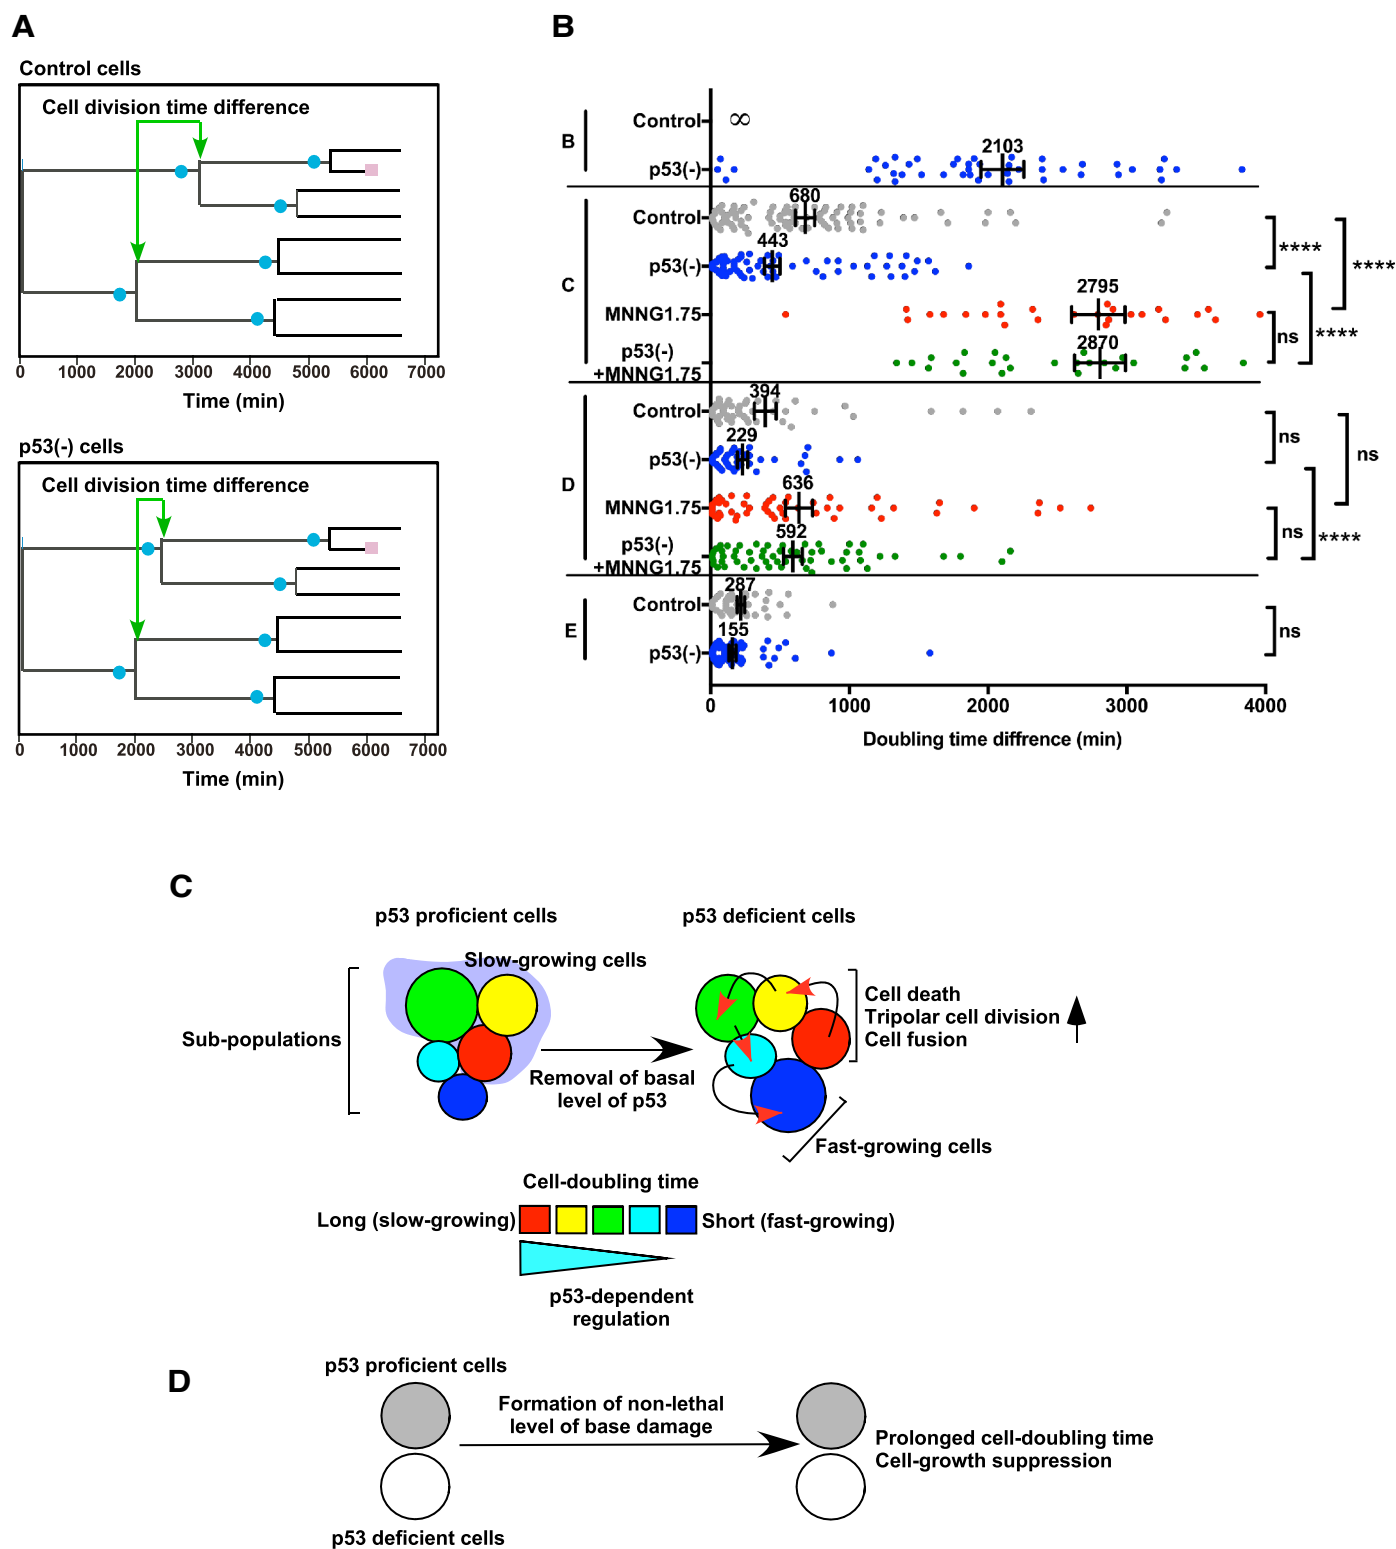 A
Control cells
Cell division time difference
0 1000 2000 3000 4000 5000 6000 7000
Time (min)
p53(-) cells
Cell division time difference
0 1000 2000 3000 4000 5000 6000 7000
Time (min)
B
B
Control
∞
p53(-)
2103
C
Control
680
p53(-)
443
MNNG1.75
2795
p53(-)
+MNNG1.75
2870
****
****
ns
****
D
Control
394
p53(-)
229
MNNG1.75
636
p53(-)
+MNNG1.75
592
ns
ns
ns
****
E
Control
287
p53(-)
155
ns
0 1000 2000 3000 4000
Doubling time diffrence (min)
C
p53 proficient cells
p53 deficient cells
Slow-growing cells
Sub-populations
Removal of basal
level of p53
Cell death
Tripolar cell division
Cell fusion
Fast-growing cells
Cell-doubling time
Long (slow-growing)
Short (fast-growing)
p53-dependent
regulation
D
p53 proficient cells
Formation of non-lethal
level of base damage
Prolonged cell-doubling time
Cell-growth suppression
p53 deficient cells